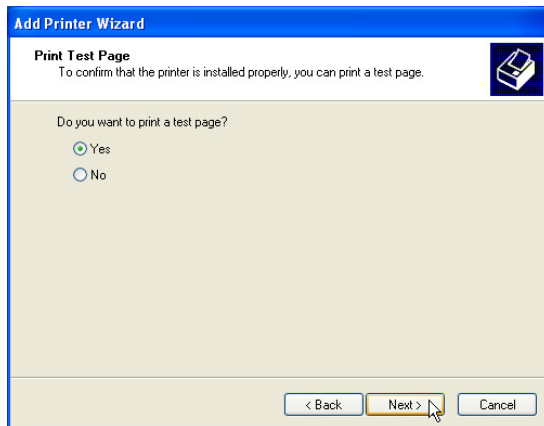 Add Printer Wizard
Print Test Page
To confirm that the printer is installed properly, you can print a test page.
Do you want to print a test page?
Yes
No
< Back Next > Cancel